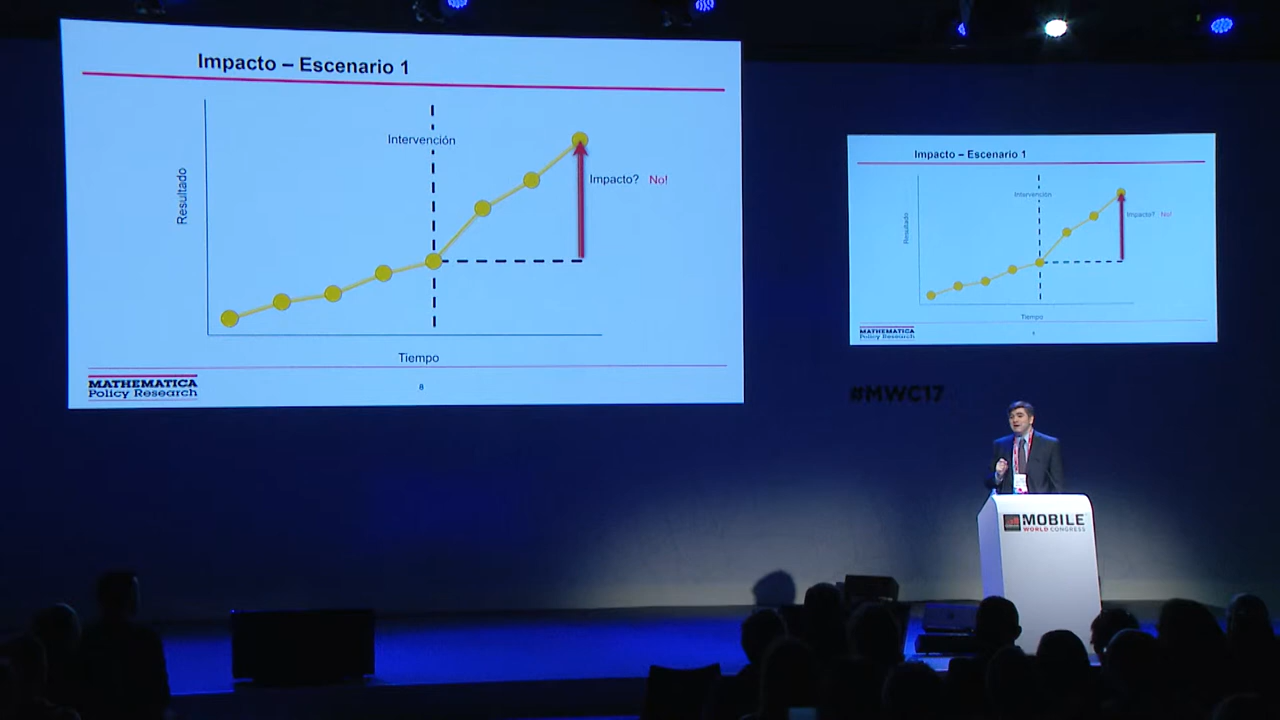 Impacto – Escenario 1
Intervención
Resultado
Impacto? No!
Tiempo
MATHEMATICA
Policy Research
8
Impacto – Escenario 1
Intervención
Resultado
Impacto? No!
Tiempo
MATHEMATICA
Policy Research
#MWC17
MOBILE
WORLD CONGRESS